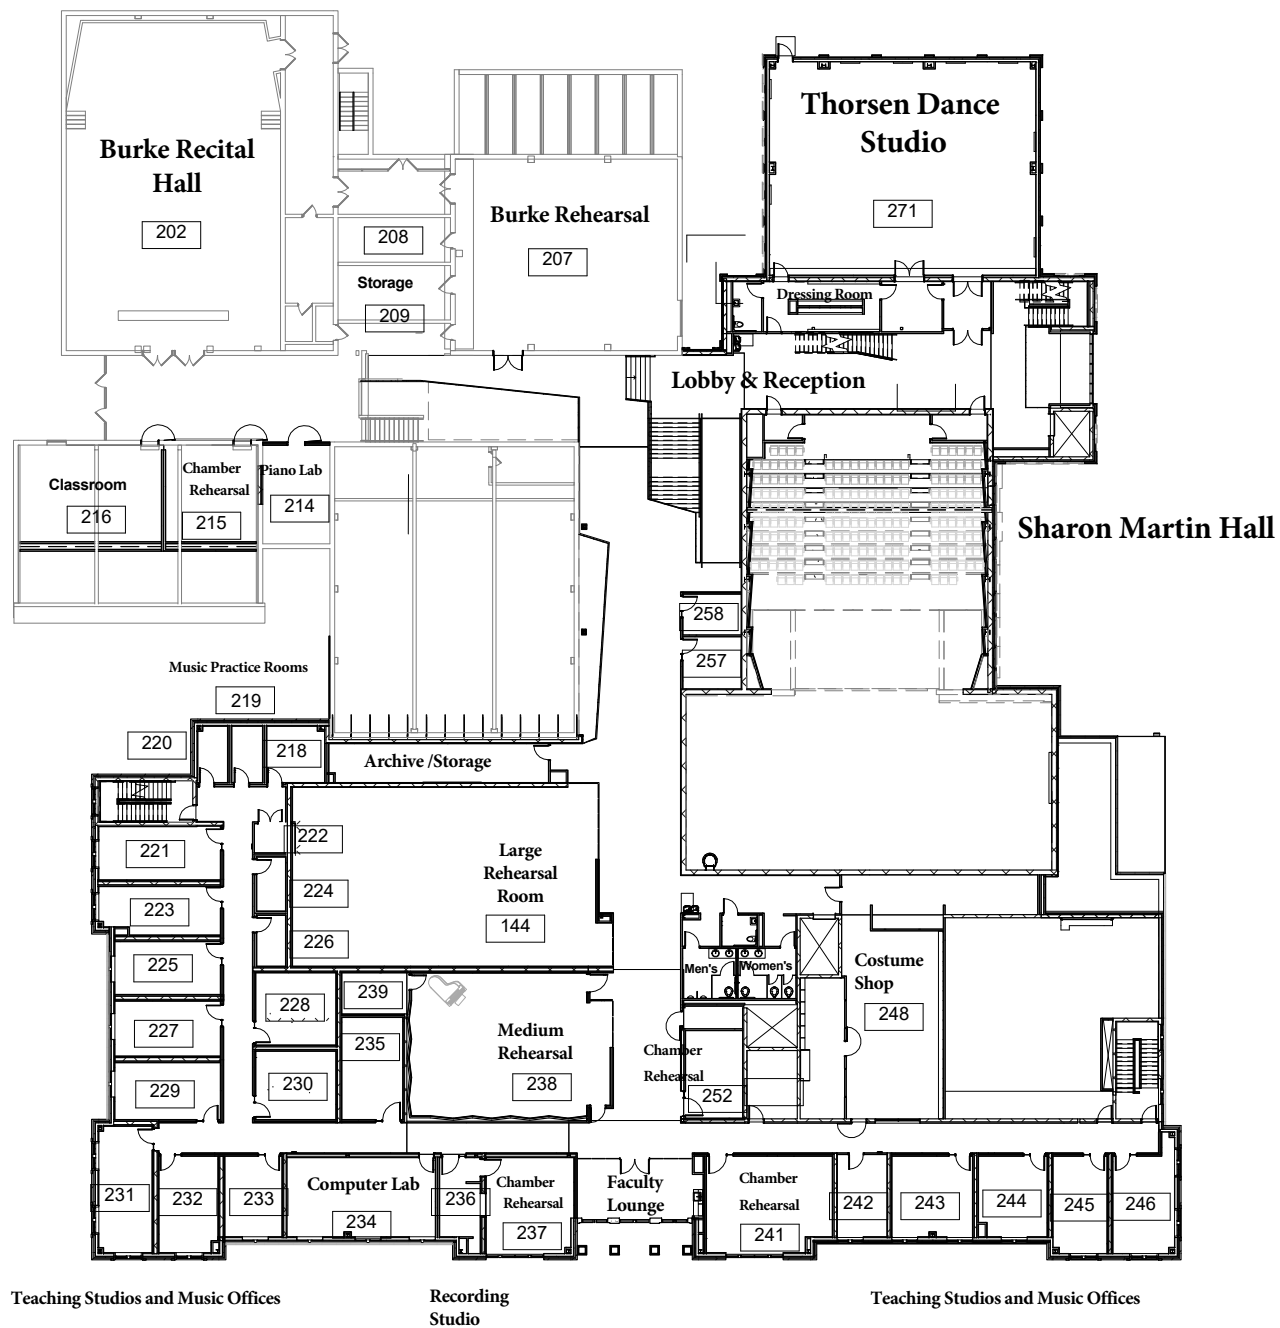 Thorsen Dance
Studio
271
Burke Recital
Hall
202
Burke Rehearsal
207
208
Storage
209
Dressing Room
Lobby & Reception
Classroom
216
Chamber
Rehearsal
215
Piano Lab
214
Sharon Martin Hall
258
257
Music Practice Rooms
219
220
218
Archive /Storage
222
221
224
223
226
225
Large
Rehearsal
Room
144
Men's
Women's
Costume
Shop
248
228
239
227
235
Medium
Rehearsal
238
230
229
Chamber
Rehearsal
252
231
232
233
Computer Lab
234
236
Chamber
Rehearsal
237
Faculty
Lounge
Chamber
Rehearsal
241
242
243
244
245
246
Teaching Studios and Music Offices
Recording
Studio
Teaching Studios and Music Offices